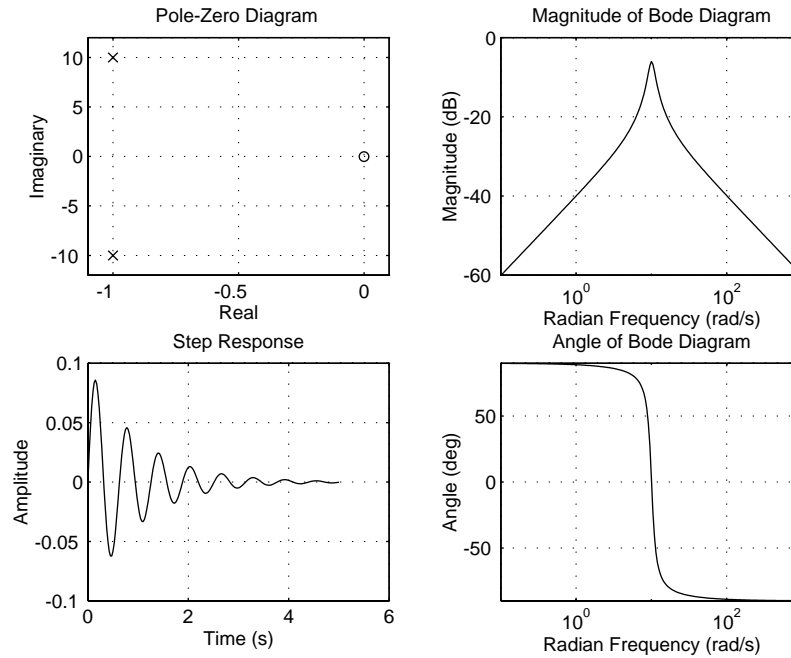 Pole-Zero Diagram
10
5
0
-5
-10
Imaginary
-1
-0.5
0
Real
Magnitude of Bode Diagram
0
-20
-40
-60
Magnitude (dB)
10^0
10^2
Radian Frequency (rad/s)
Step Response
0.1
0.05
0
-0.05
-0.1
Amplitude
0
2
4
6
Time (s)
Angle of Bode Diagram
50
0
-50
Angle (deg)
10^0
10^2
Radian Frequency (rad/s)